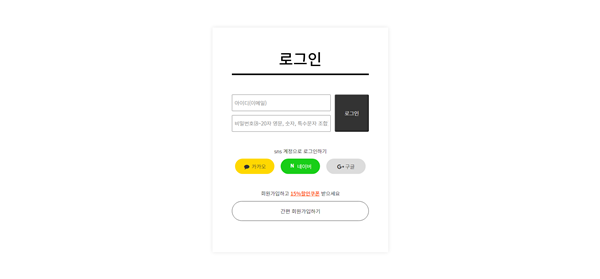 로그인
아이디(이메일)
비밀번호(8~20자 영문, 숫자, 특수문자 조합
로그인
sns 계정으로 로그인하기
카카오
N 네이버
G+ 구글
회원가입하고 15%할인쿠폰 받으세요
간편 회원가입하기